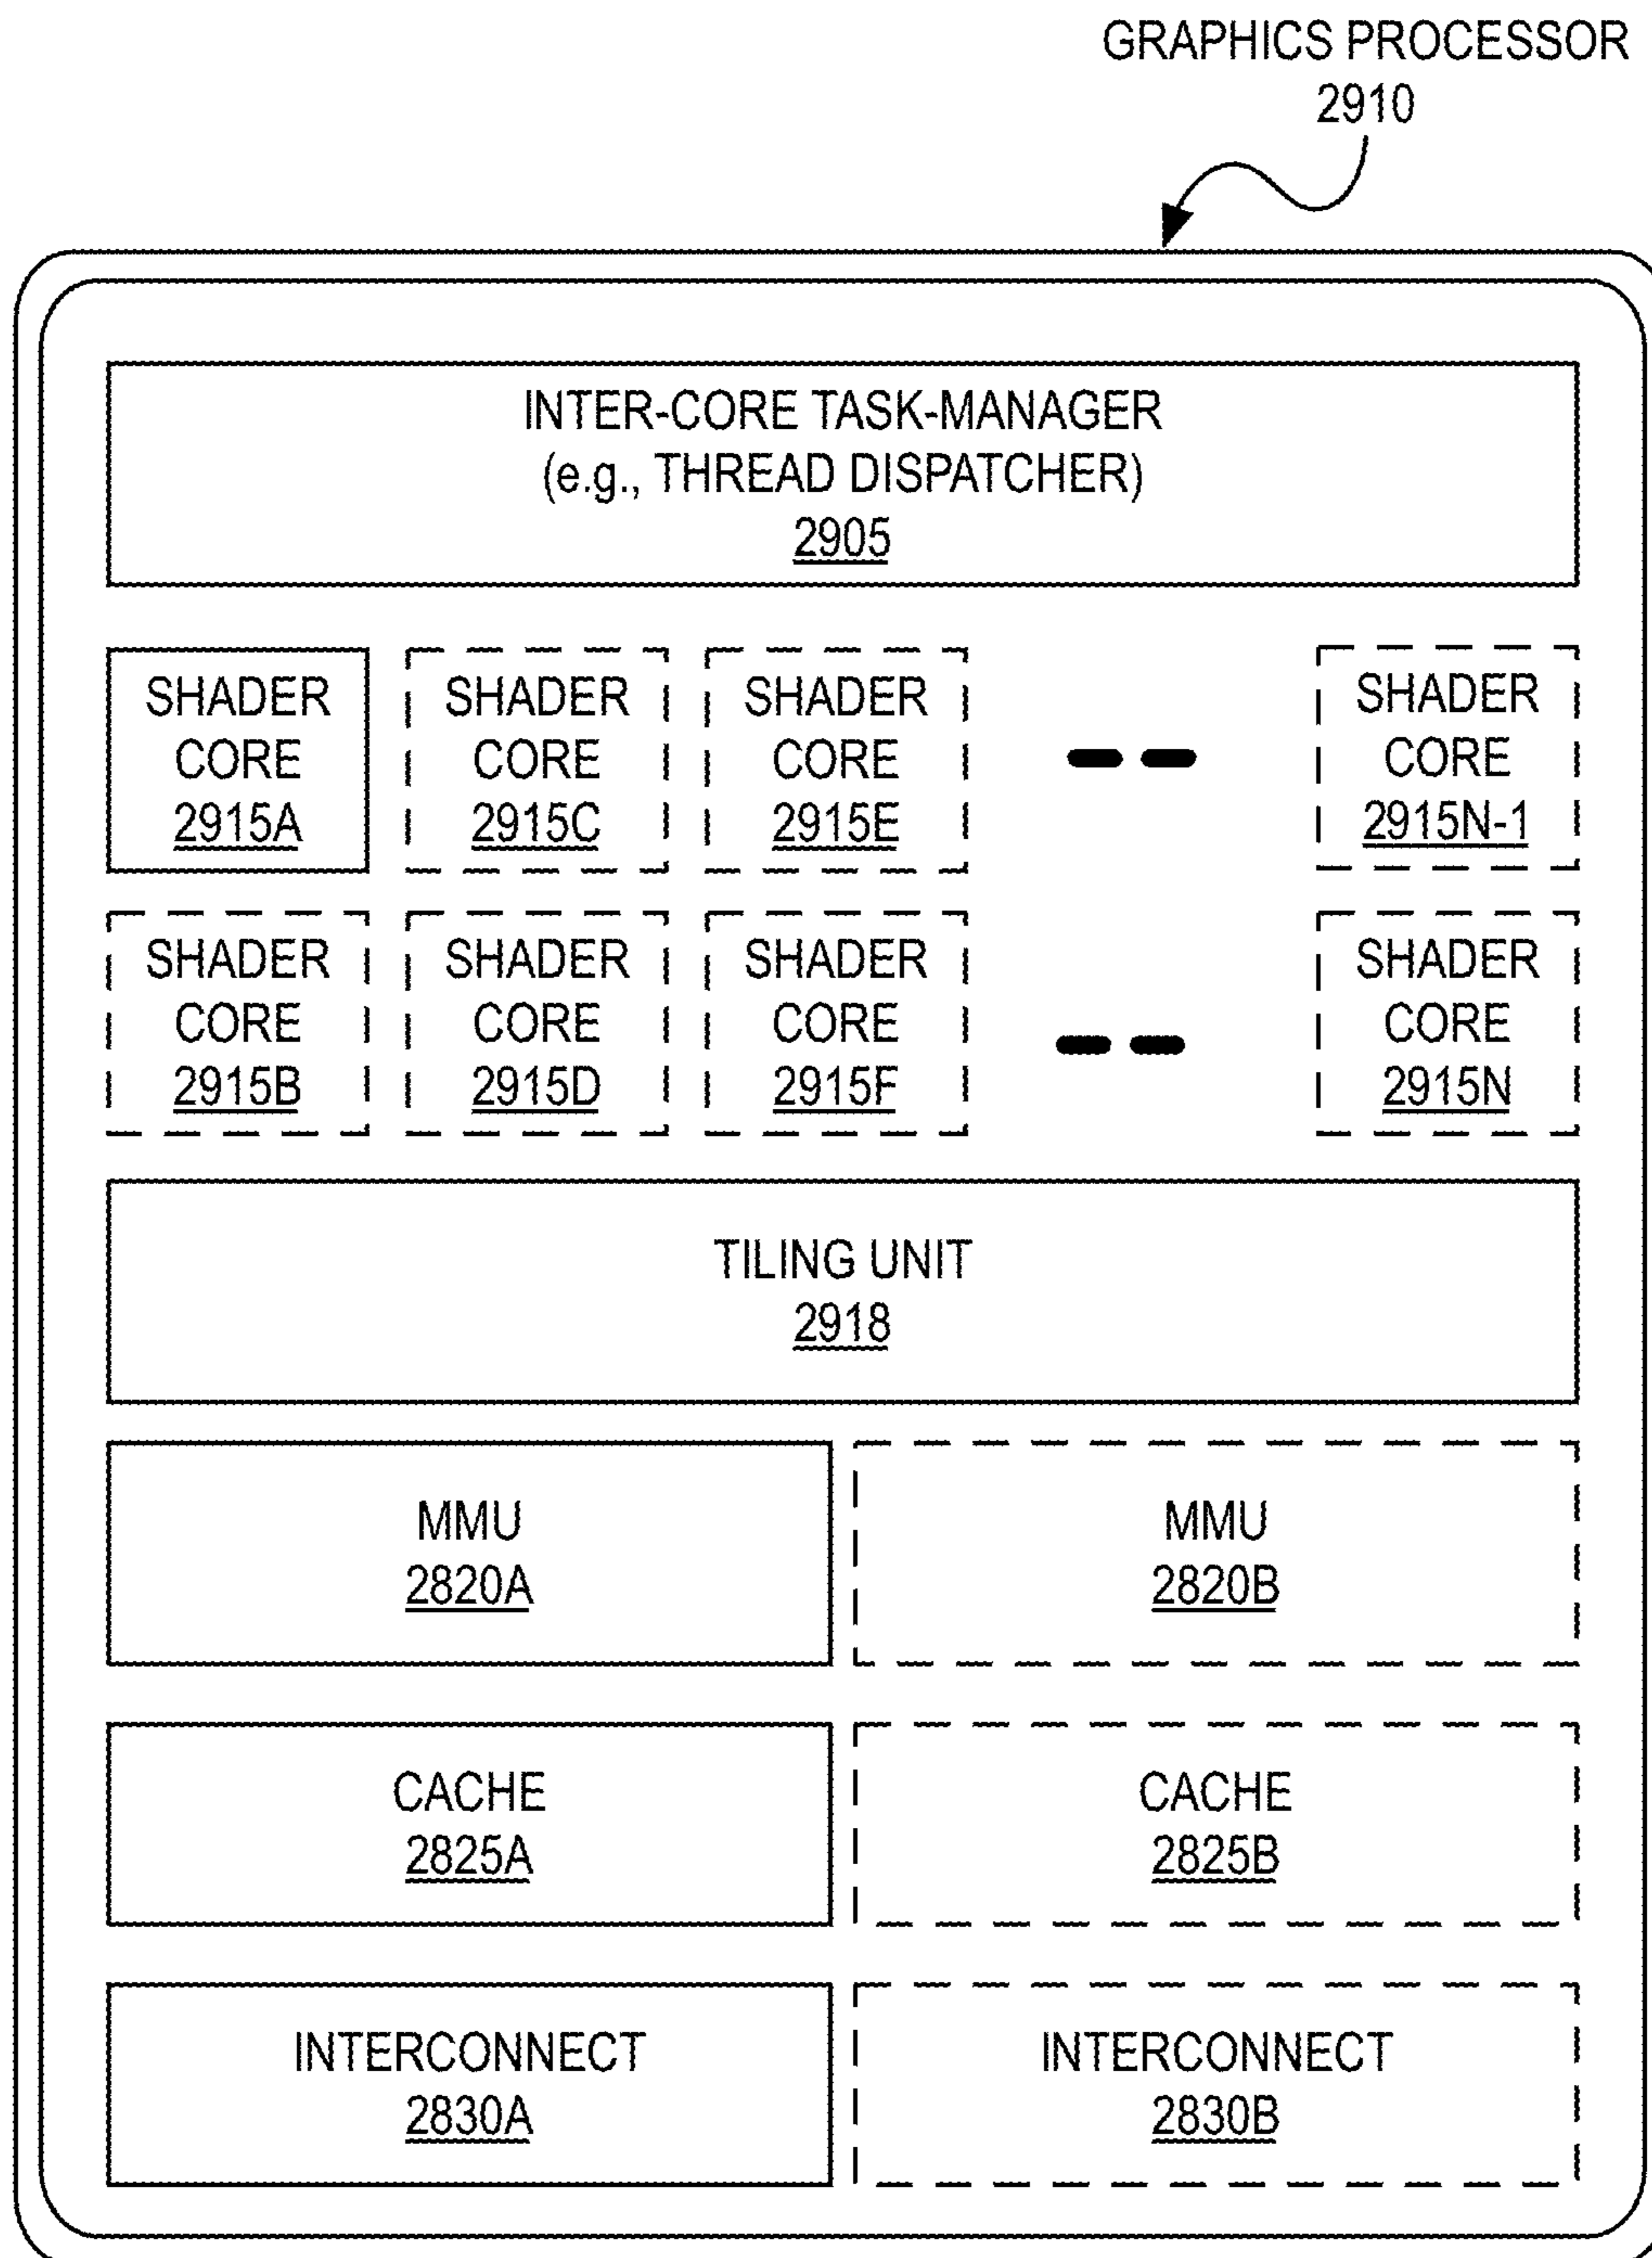 GRAPHICS PROCESSOR
2910
INTER-CORE TASK-MANAGER
(e.g., THREAD DISPATCHER)
2905
SHADER
CORE
2915A
SHADER
CORE
2915C
SHADER
CORE
2915E
SHADER
CORE
2915N-1
SHADER
CORE
2915B
SHADER
CORE
2915D
SHADER
CORE
2915F
SHADER
CORE
2915N
TILING UNIT
2918
MMU
2820A
MMU
2820B
CACHE
2825A
CACHE
2825B
INTERCONNECT
2830A
INTERCONNECT
2830B